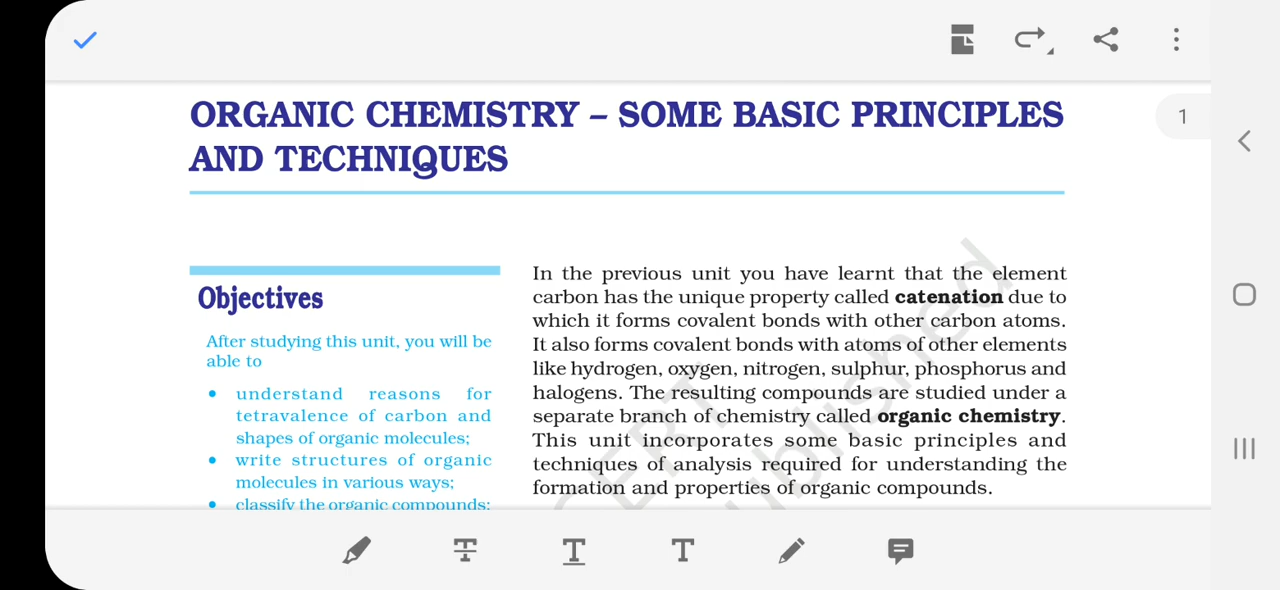 ORGANIC CHEMISTRY – SOME BASIC PRINCIPLES
AND TECHNIQUES
1
Objectives
After studying this unit, you will be
able to
• understand reasons for
tetravalence of carbon and
shapes of organic molecules;
• write structures of organic
molecules in various ways;
• classify the organic compounds;
In the previous unit you have learnt that the element
carbon has the unique property called catenation due to
which it forms covalent bonds with other carbon atoms.
It also forms covalent bonds with atoms of other elements
like hydrogen, oxygen, nitrogen, sulphur, phosphorus and
halogens. The resulting compounds are studied under a
separate branch of chemistry called organic chemistry.
This unit incorporates some basic principles and
techniques of analysis required for understanding the
formation and properties of organic compounds.